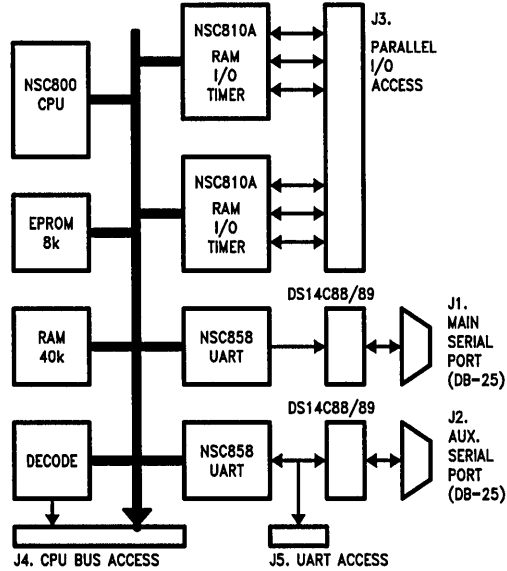 NSC810A
RAM
I/O
TIMER
J3.
PARALLEL
I/O
ACCESS
NSC800
CPU
NSC810A
RAM
I/O
TIMER
EPROM
8k
DS14C88/89
RAM
40k
NSC858
UART
J1.
MAIN
SERIAL
PORT
(DB-25)
DS14C88/89
DECODE
NSC858
UART
J2.
AUX.
SERIAL
PORT
(DB-25)
J4. CPU BUS ACCESS
J5. UART ACCESS